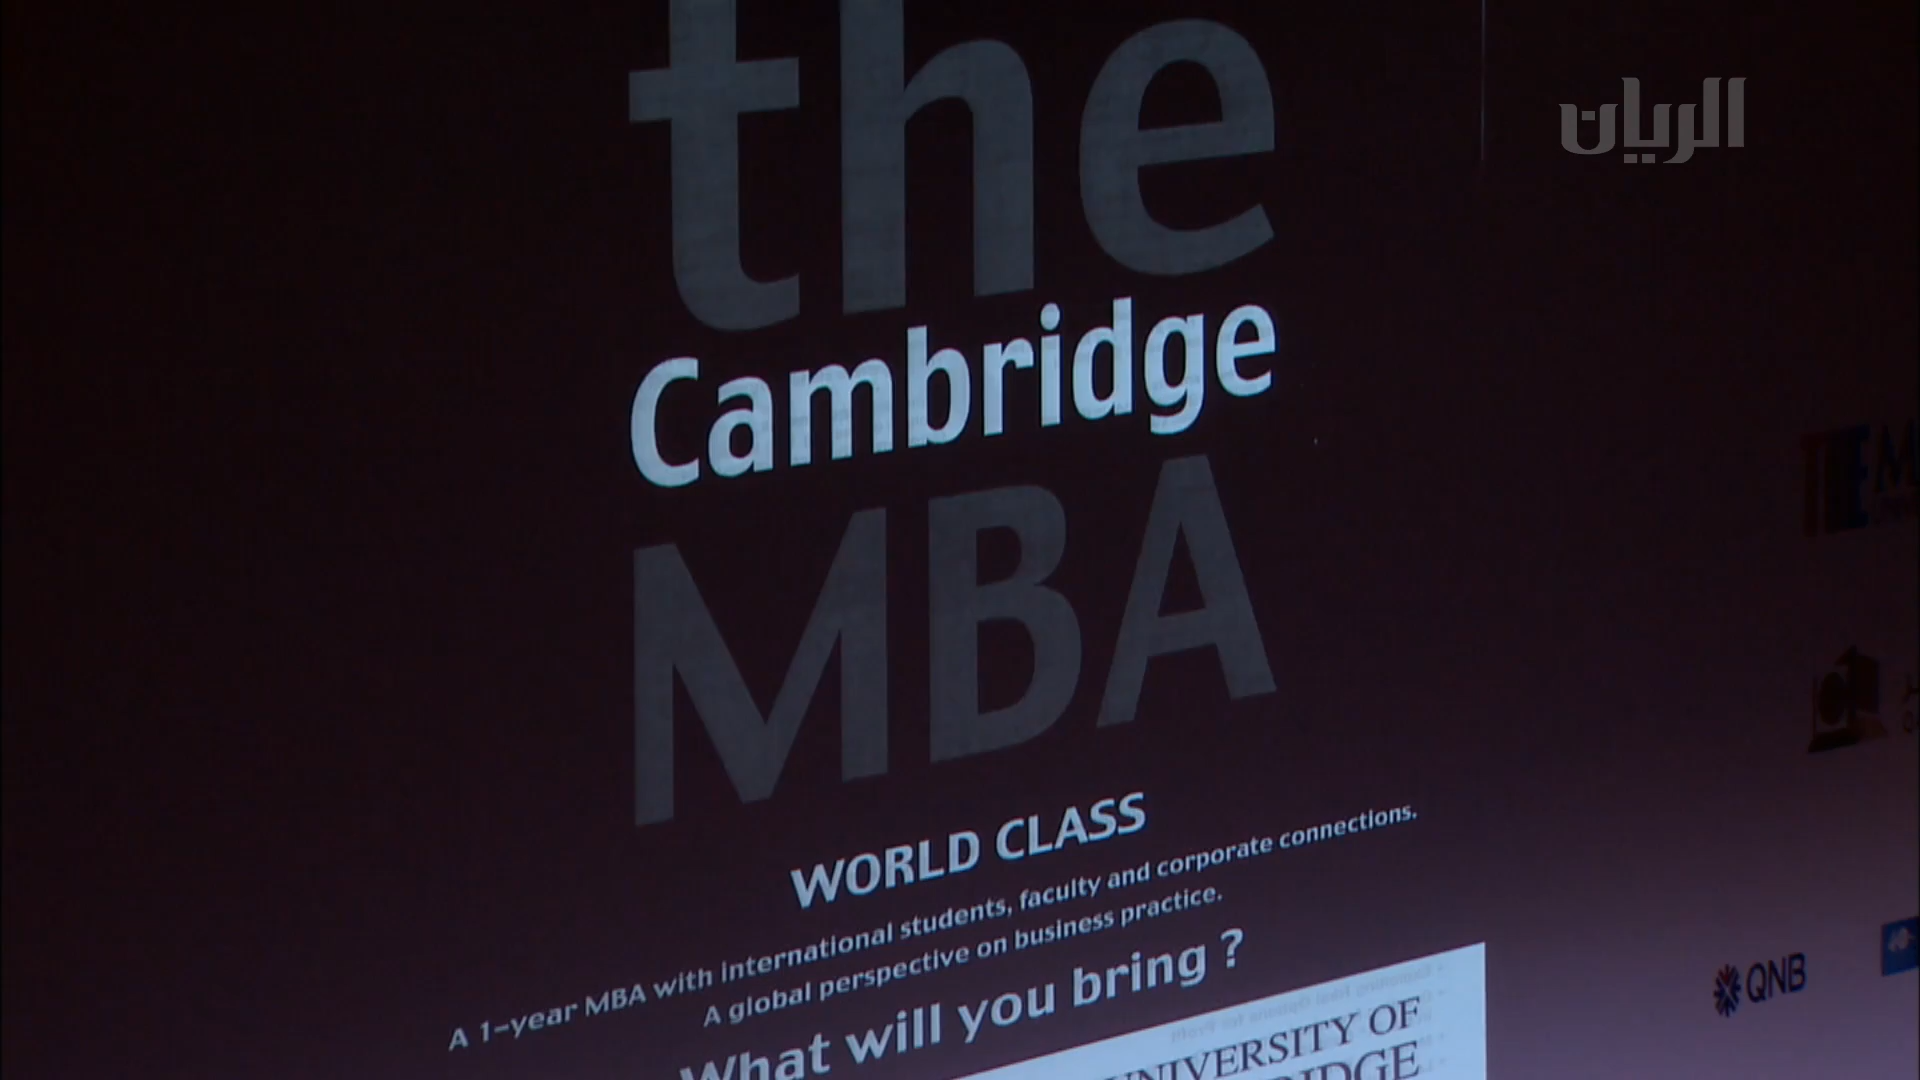 الريان
the
Cambridge
MBA
WORLD CLASS
A 1-year MBA with international students, faculty and corporate connections.
A global perspective on business practice.
What will you bring ?
UNIVERSITY OF
QNB